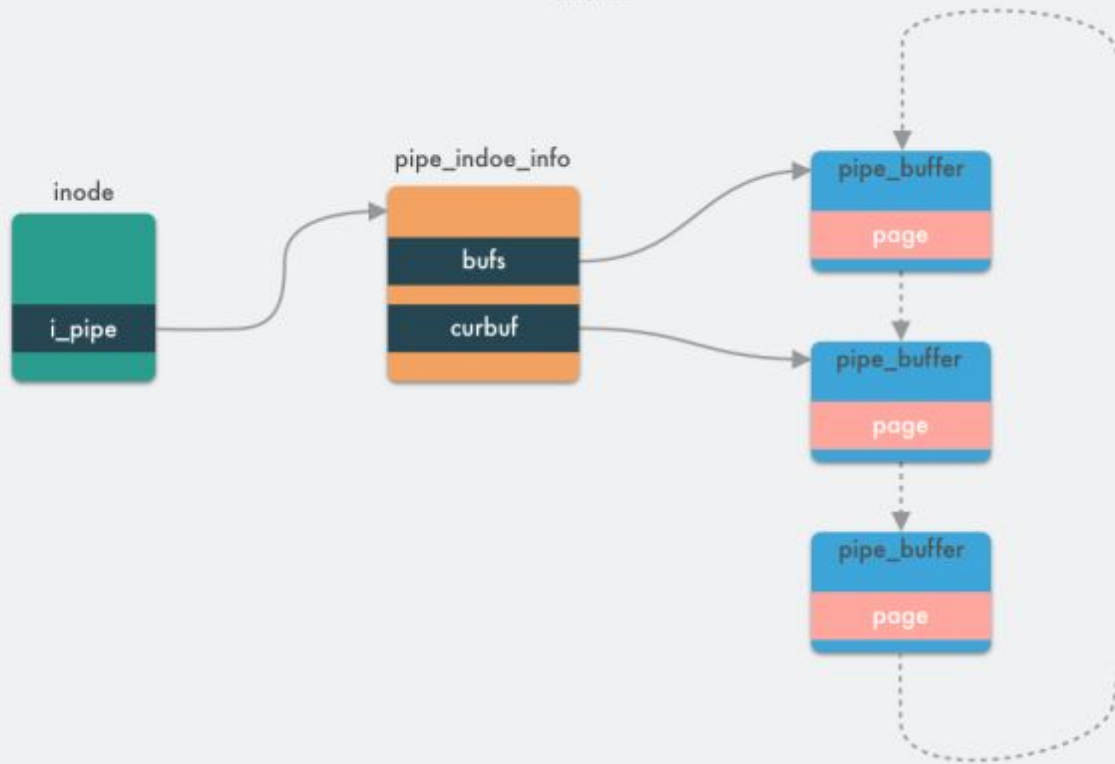 inode
i_pipe
pipe_indoe_info
bufs
curbuf
pipe_buffer
page
pipe_buffer
page
pipe_buffer
page